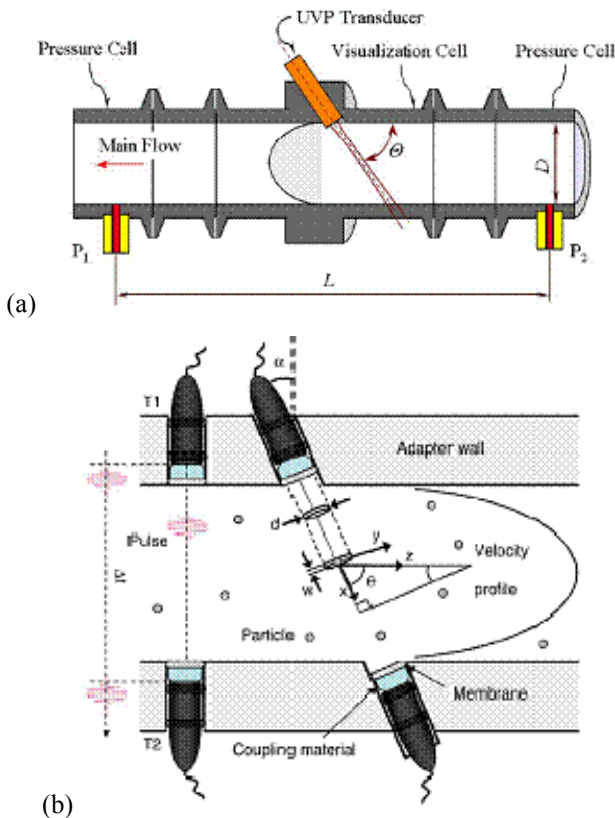 UVP Transducer
Pressure Cell
Visualization Cell
Pressure Cell
Main Flow
Θ
D
P1
P2
L
(a)
α
T1
Adapter wall
Pulse
d
y
z
Velocity
w
x
θ
profile
Δt
Particle
Membrane
Coupling material
T2
(b)